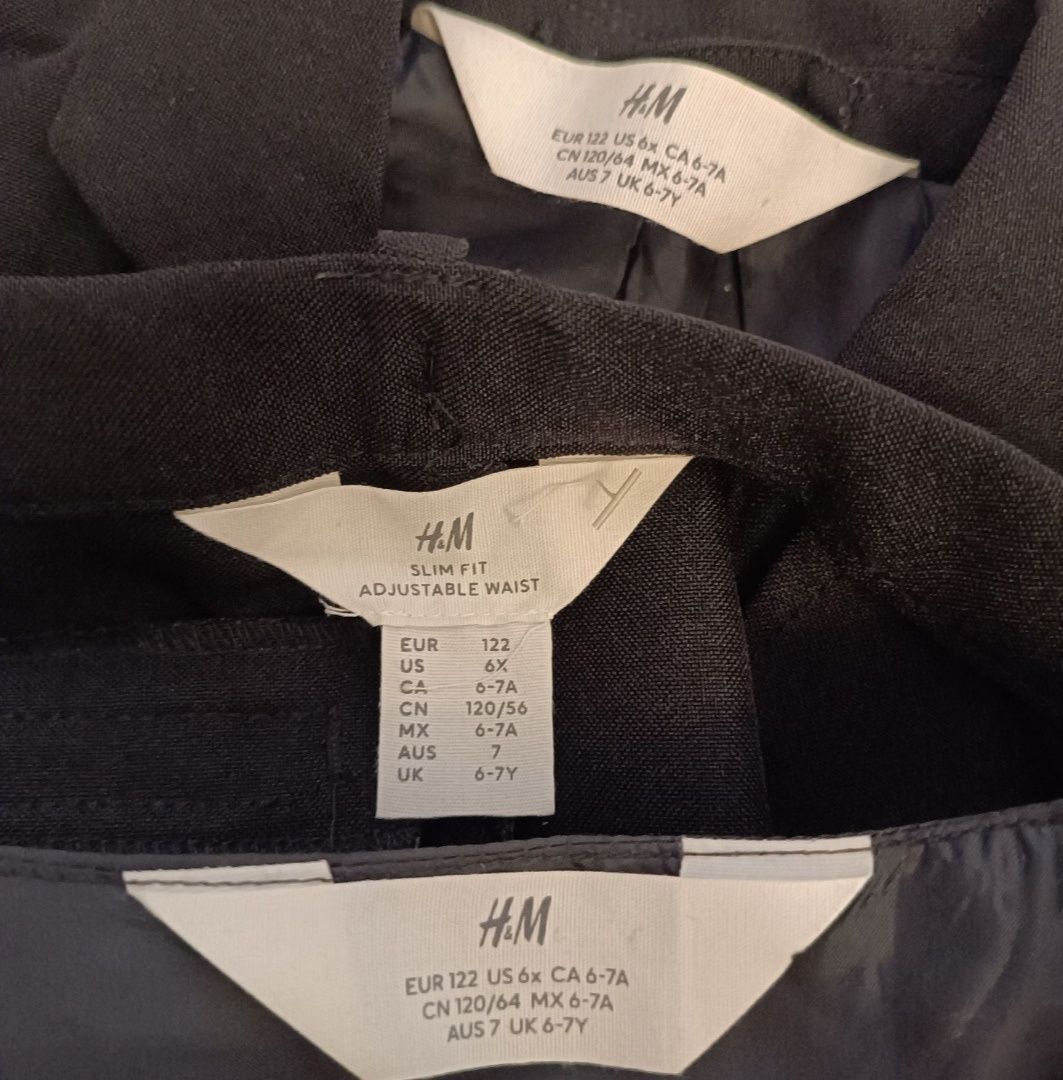 H&M
EUR 122 US 6x CA 6-7A
CN 120/64 MX 6-7A
AUS 7 UK 6-7Y
H&M
SLIM FIT
ADJUSTABLE WAIST
EUR 122
US 6X
CA 6-7A
CN 120/56
MX 6-7A
AUS 7
UK 6-7Y
H&M
EUR 122 US 6x CA 6-7A
CN 120/64 MX 6-7A
AUS 7 UK 6-7Y